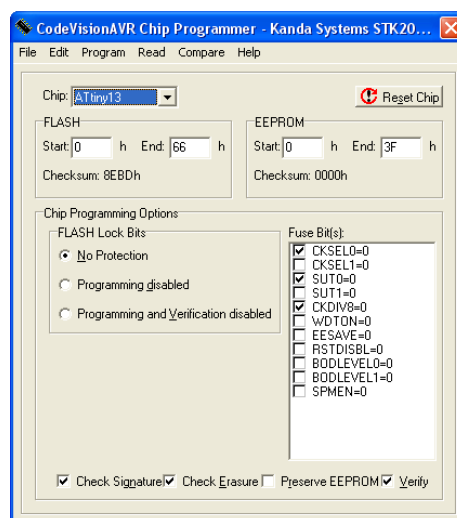 CodeVisionAVR Chip Programmer - Kanda Systems STK20...
File Edit Program Read Compare Help
Chip: ATtiny13 Reset Chip
FLASH EEPROM
Start: 0 h End: 66 h Start: 0 h End: 3F h
Checksum: 8EBDh Checksum: 0000h
Chip Programming Options
FLASH Lock Bits Fuse Bit(s):
No Protection
Programming disabled
Programming and Verification disabled
CKSEL0=0
CKSEL1=0
SUT0=0
SUT1=0
CKDIV8=0
WDTON=0
EESAVE=0
RSTDISBL=0
BODLEVEL0=0
BODLEVEL1=0
SPMEN=0
Check Signature Check Erasure Preserve EEPROM Verify